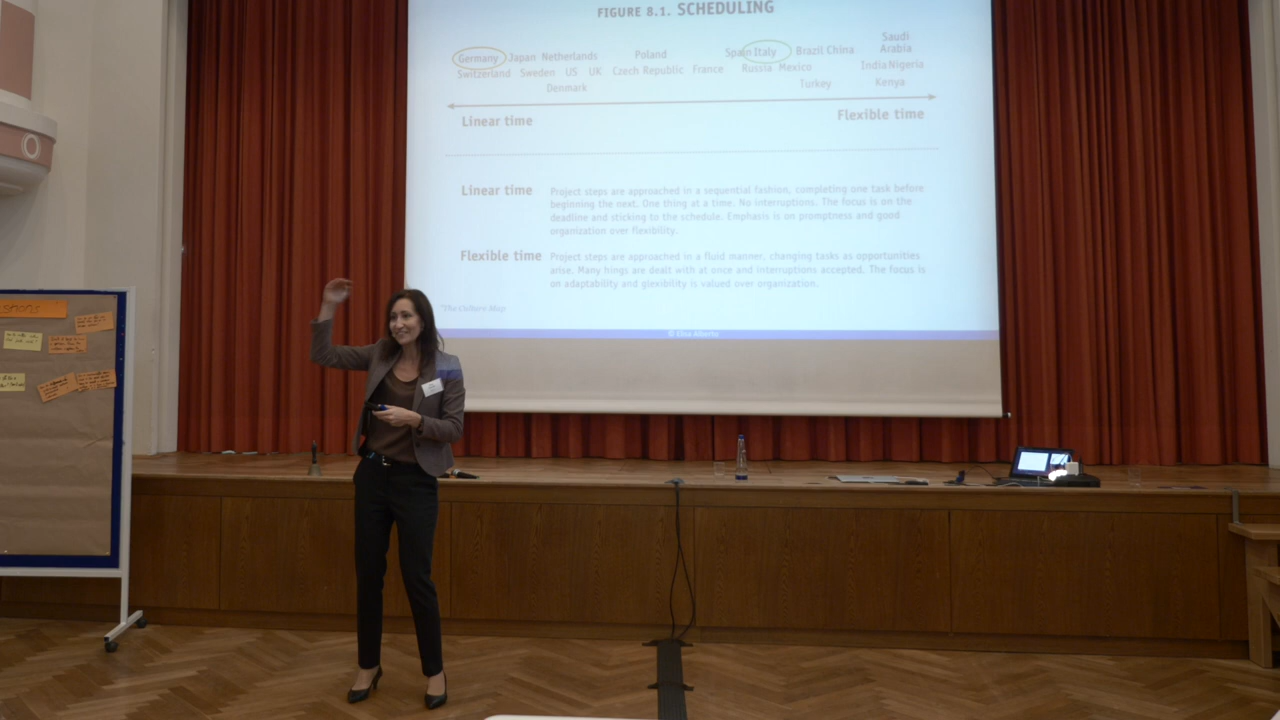 FIGURE 8.1. SCHEDULING
Saudi
Germany Japan Netherlands Poland Spain Italy Brazil China Arabia
Switzerland Sweden US UK Czech Republic France Russia Mexico India Nigeria
Denmark Turkey Kenya
Linear time Flexible time
Linear time Project steps are approached in a sequential fashion, completing one task before
beginning the next. One thing at a time. No interruptions. The focus is on the
deadline and sticking to the schedule. Emphasis is on promptness and good
organization over flexibility.
Flexible time Project steps are approached in a fluid manner, changing tasks as opportunities
arise. Many hings are dealt with at once and interruptions accepted. The focus is
on adaptability and glexibility is valued over organization.
*The Culture Map